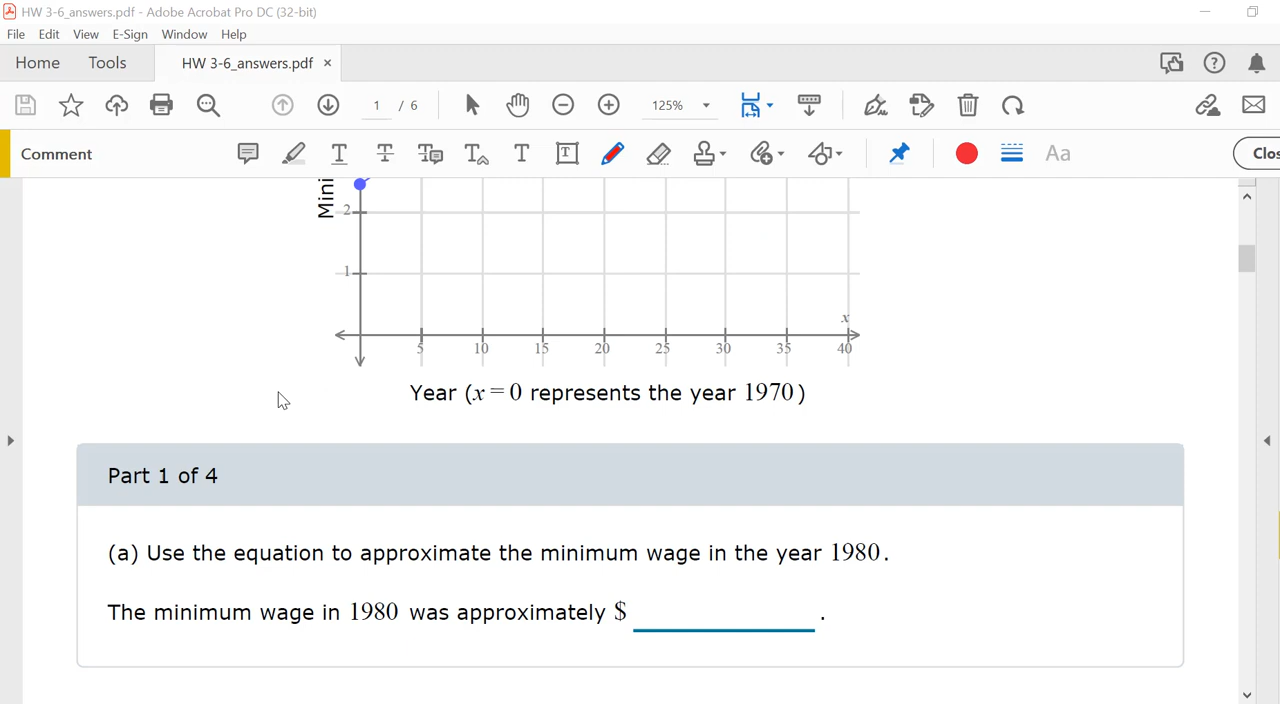 HW 3-6_answers.pdf - Adobe Acrobat Pro DC (32-bit)
File Edit View E-Sign Window Help
Home Tools HW 3-6_answers.pdf ×
1 / 6 125%
Comment T T T T T T Aa Clos
Mini
2
1
x
5 10 15 20 25 30 35 40
Year (x = 0 represents the year 1970)
Part 1 of 4
(a) Use the equation to approximate the minimum wage in the year 1980.
The minimum wage in 1980 was approximately $ .